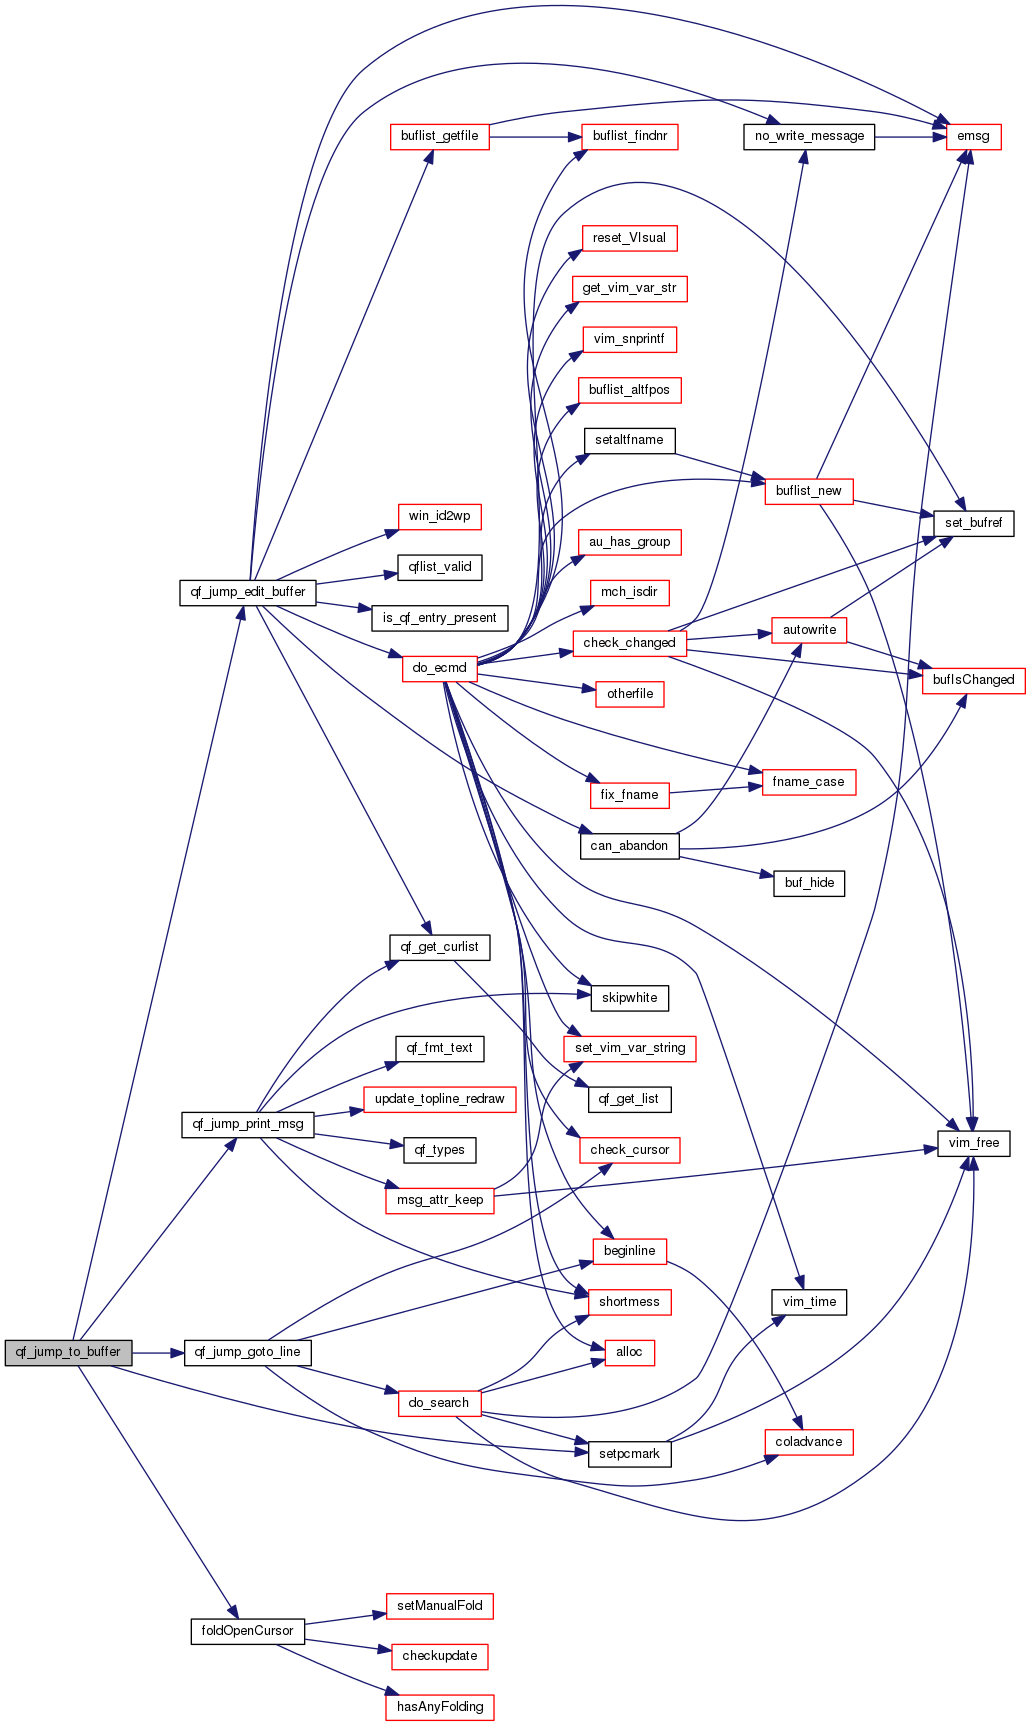 buflist_getfile
buflist_findnr
no_write_message
emsg
reset_VIsual
get_vim_var_str
vim_snprintf
buflist_altfpos
setaltfname
buflist_new
win_id2wp
set_bufref
au_has_group
qflist_valid
qf_jump_edit_buffer
mch_isdir
is_qf_entry_present
check_changed
autowrite
do_ecmd
bufIsChanged
otherfile
fname_case
fix_fname
can_abandon
buf_hide
qf_get_curlist
skipwhite
qf_fmt_text
set_vim_var_string
update_topline_redraw
qf_get_list
qf_jump_print_msg
qf_types
check_cursor
vim_free
msg_attr_keep
beginline
shortmess
vim_time
qf_jump_to_buffer
qf_jump_goto_line
alloc
do_search
setpcmark
coladvance
setManualFold
foldOpenCursor
checkupdate
hasAnyFolding